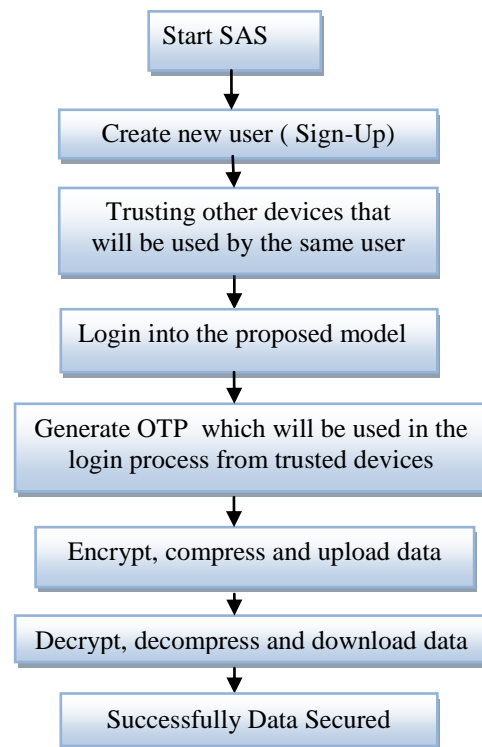 Start SAS
Create new user ( Sign-Up)
Trusting other devices that
will be used by the same user
Login into the proposed model
Generate OTP which will be used in the
login process from trusted devices
Encrypt, compress and upload data
Decrypt, decompress and download data
Successfully Data Secured